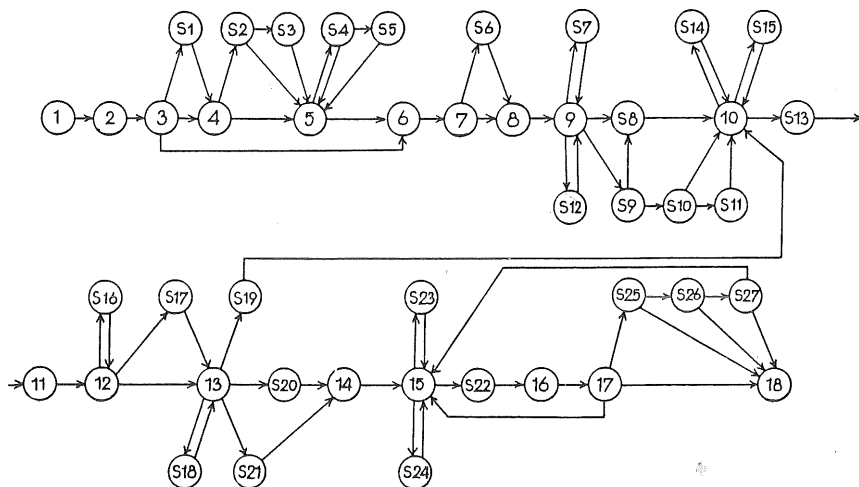 S1 S2 S3 S4 S5 S6 S7 S14 S15
1 2 3 4 5 6 7 8 9 S8 10 S13
S12 S9 S10 S11
S16 S17 S19 S23 S25 S26 S27
11 12 13 S20 14 15 S22 16 17 18
S18 S21 S24